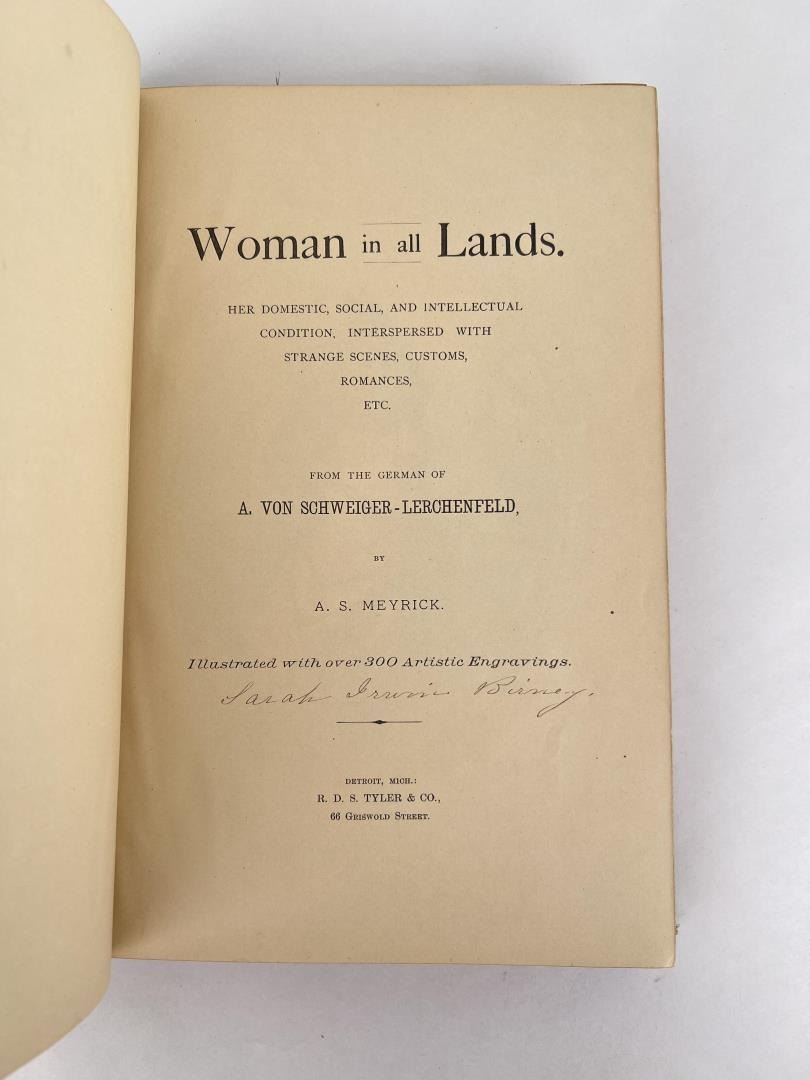 Woman in all Lands.
HER DOMESTIC, SOCIAL, AND INTELLECTUAL
CONDITION, INTERSPERSED WITH
STRANGE SCENES, CUSTOMS,
ROMANCES,
ETC.
FROM THE GERMAN OF
A. VON SCHWEIGER-LERCHENFELD,
BY
A. S. MEYRICK.
Illustrated with over 300 Artistic Engravings.
Sarah Irwin Birney.
DETROIT, MICH.:
R. D. S. TYLER & CO.,
66 GRISWOLD STREET.